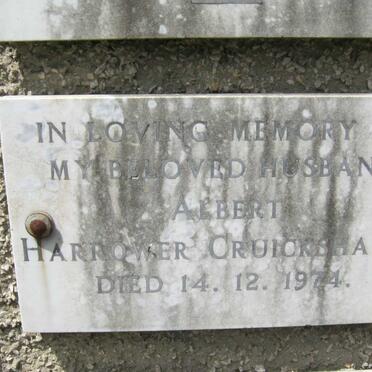 IN LOVING MEMORY
MY BELOVED HUSBAN
ALBERT
HARROWER CRUICKSHA
DIED 14. 12. 1974.